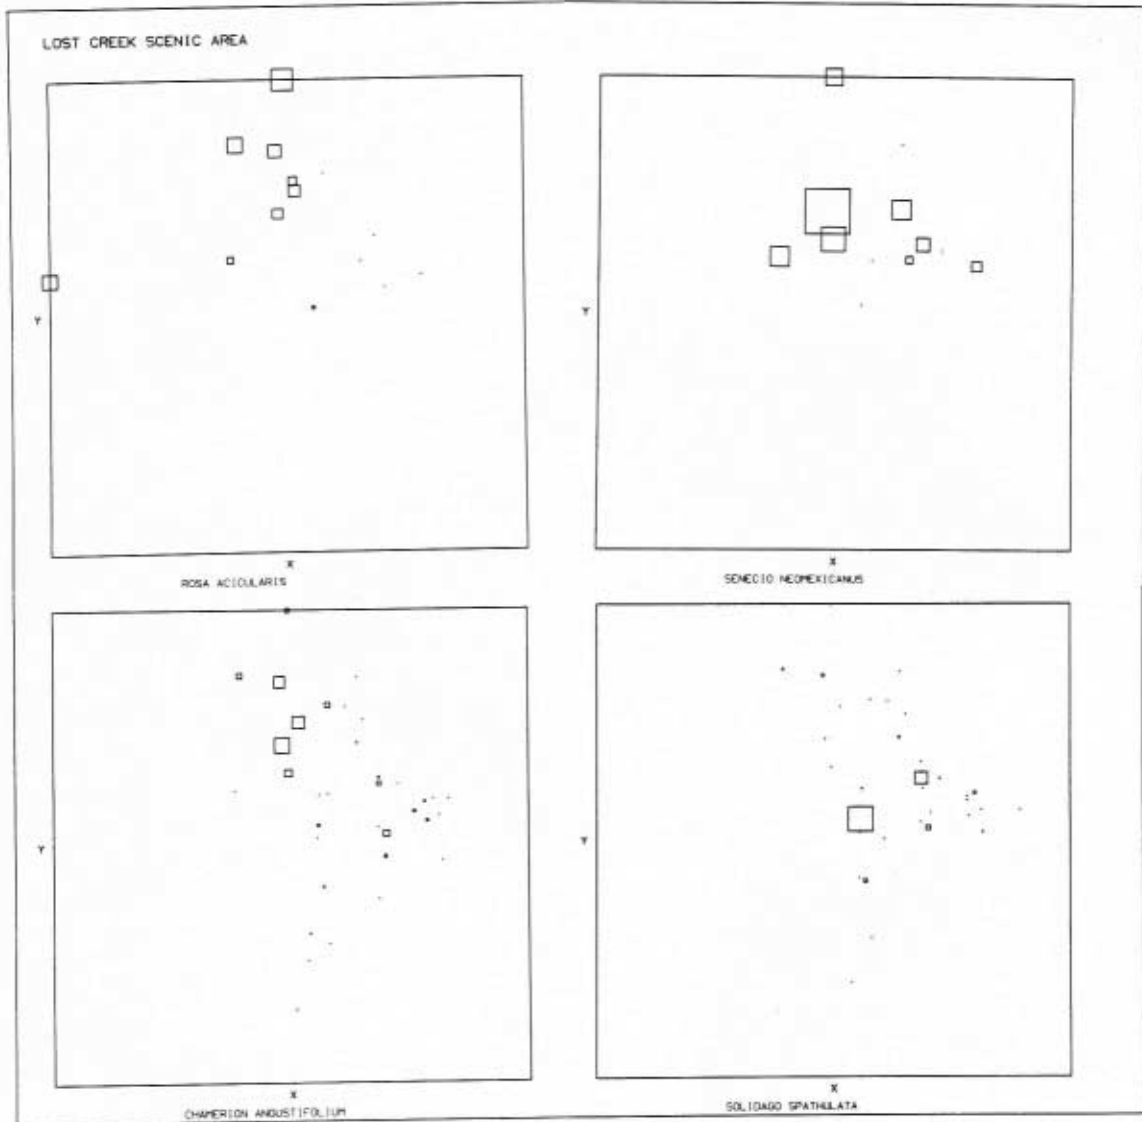 LOST CREEK SCENIC AREA
Y
X
ROSA ACICULARIS
Y
X
SENECIO NEOMEXICANUS
Y
X
CHAMERION ANGUSTIFOLIUM
Y
X
SOLIDAGO SPATHULATA